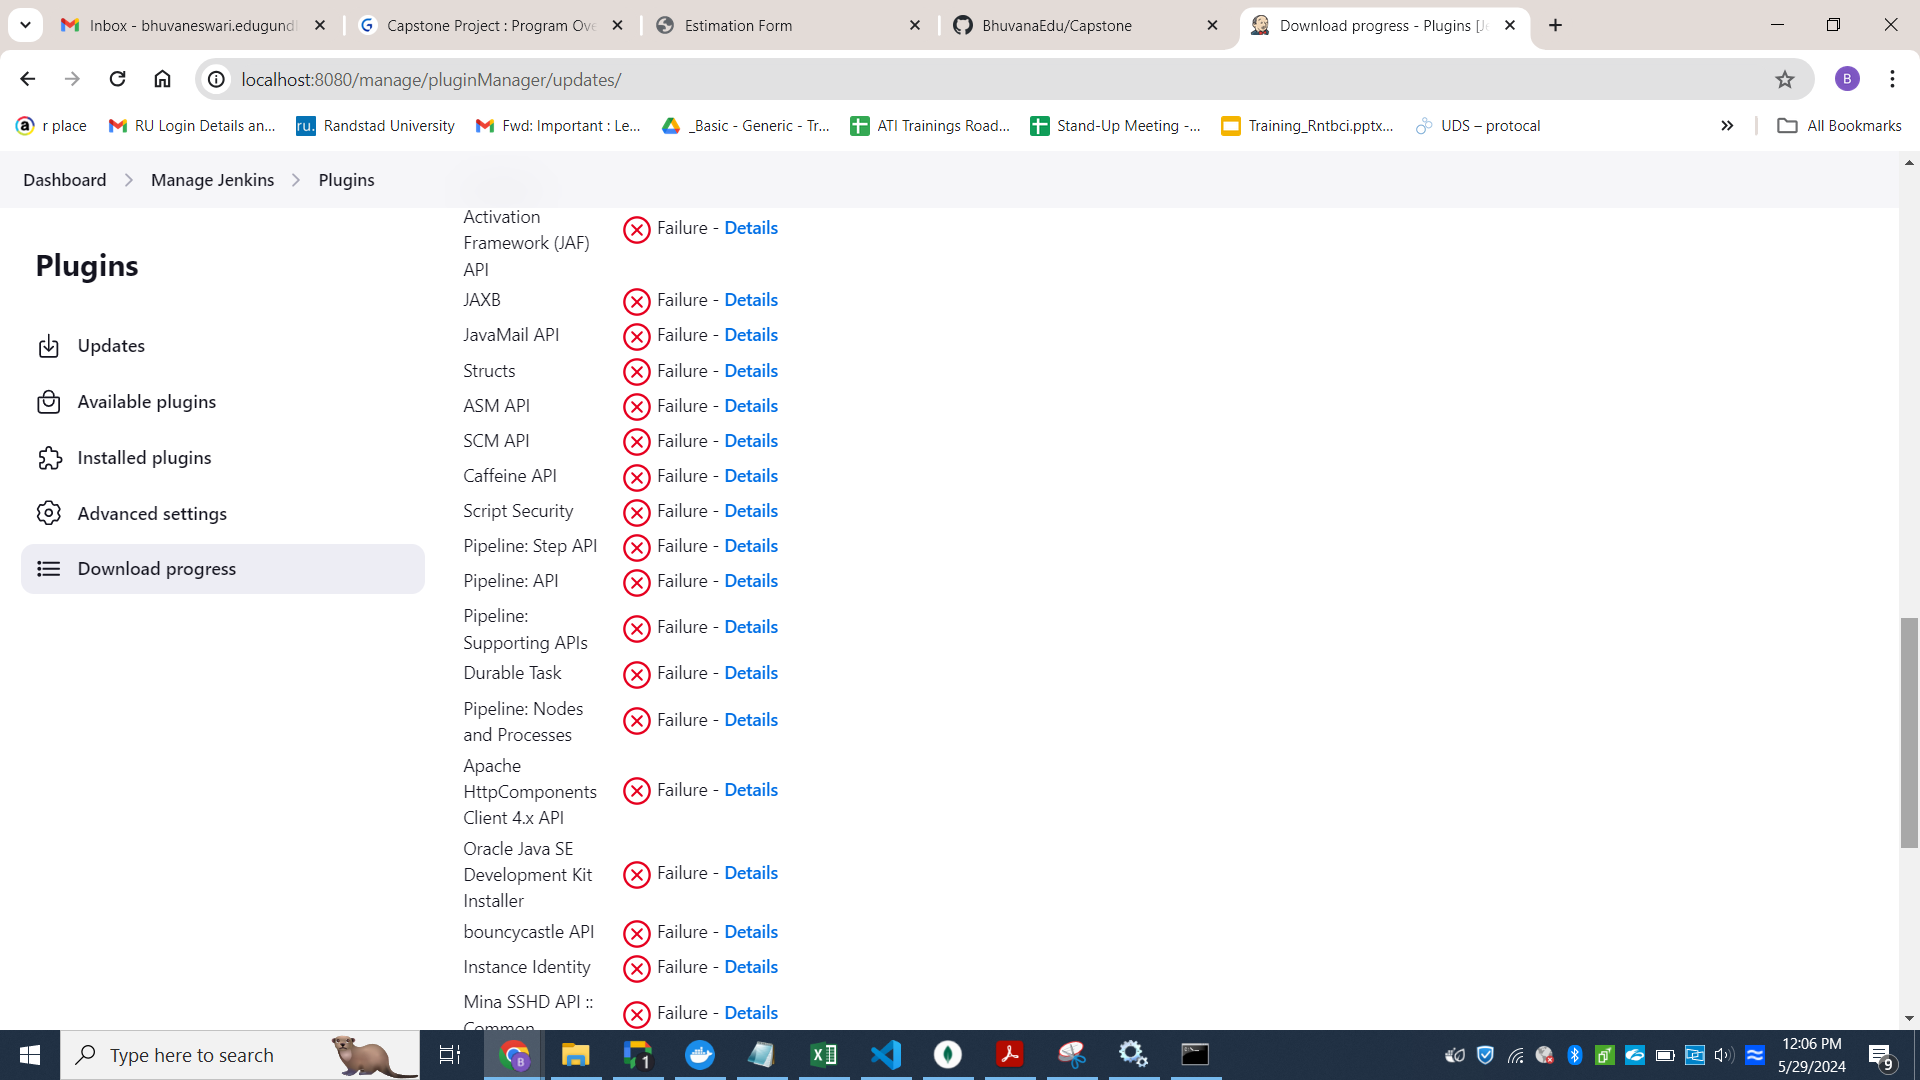 Inbox - bhuvaneswari.edugundl
Capstone Project : Program Ove
Estimation Form
BhuvanaEdu/Capstone
Download progress - Plugins [Je
localhost:8080/manage/pluginManager/updates/
B
r place
RU Login Details an...
ru.
Randstad University
Fwd: Important : Le...
_Basic - Generic - Tr...
ATI Trainings Road...
Stand-Up Meeting -...
Training_Rntbci.pptx...
UDS – protocal
All Bookmarks
Dashboard
Manage Jenkins
Plugins
Plugins
Updates
Available plugins
Installed plugins
Advanced settings
Download progress
Activation
Framework (JAF)
API
Failure - Details
JAXB
Failure - Details
JavaMail API
Failure - Details
Structs
Failure - Details
ASM API
Failure - Details
SCM API
Failure - Details
Caffeine API
Failure - Details
Script Security
Failure - Details
Pipeline: Step API
Failure - Details
Pipeline: API
Failure - Details
Pipeline:
Supporting APIs
Failure - Details
Durable Task
Failure - Details
Pipeline: Nodes
and Processes
Failure - Details
Apache
HttpComponents
Client 4.x API
Failure - Details
Oracle Java SE
Development Kit
Installer
Failure - Details
bouncycastle API
Failure - Details
Instance Identity
Failure - Details
Mina SSHD API ::
Common
Failure - Details
Type here to search
B
1
12:06 PM
5/29/2024
9